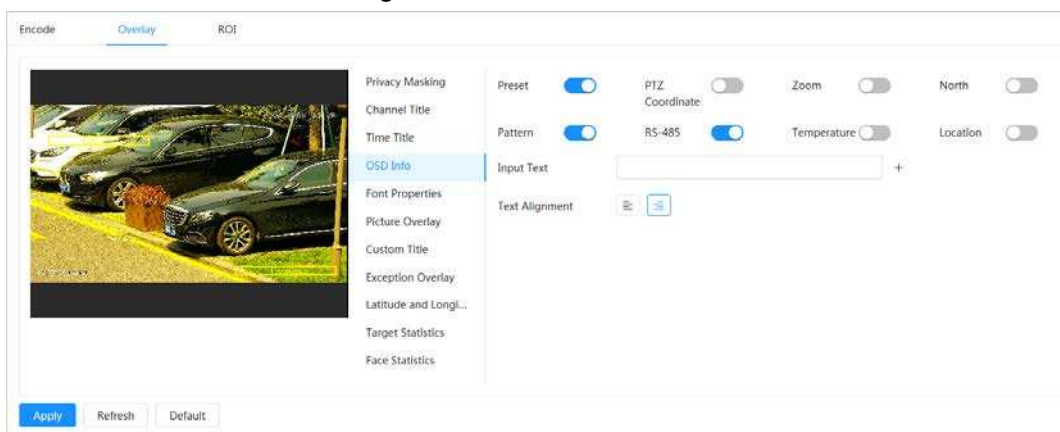 Encode Overlay ROI
Privacy Masking
Channel Title
Time Title
OSD Info
Font Properties
Picture Overlay
Custom Title
Exception Overlay
Latitude and Longi...
Target Statistics
Face Statistics
Preset PTZ Zoom North
Coordinate
Pattern RS-485 Temperature Location
Input Text +
Text Alignment
Apply Refresh Default